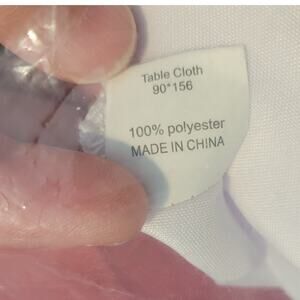 Table Cloth
90*156
100% polyester
MADE IN CHINA